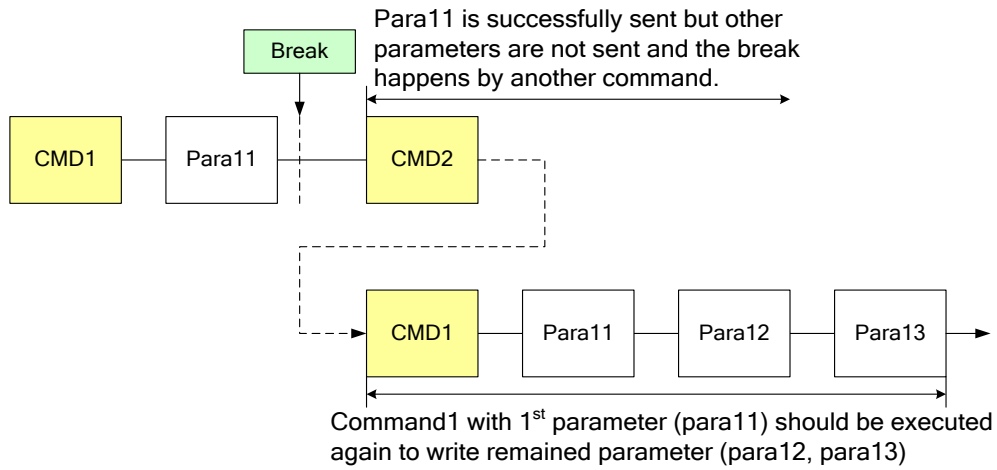 Para11 is successfully sent but other
parameters are not sent and the break
happens by another command.
Break
CMD1
Para11
CMD2
CMD1
Para11
Para12
Para13
Command1 with 1st parameter (para11) should be executed
again to write remained parameter (para12, para13)